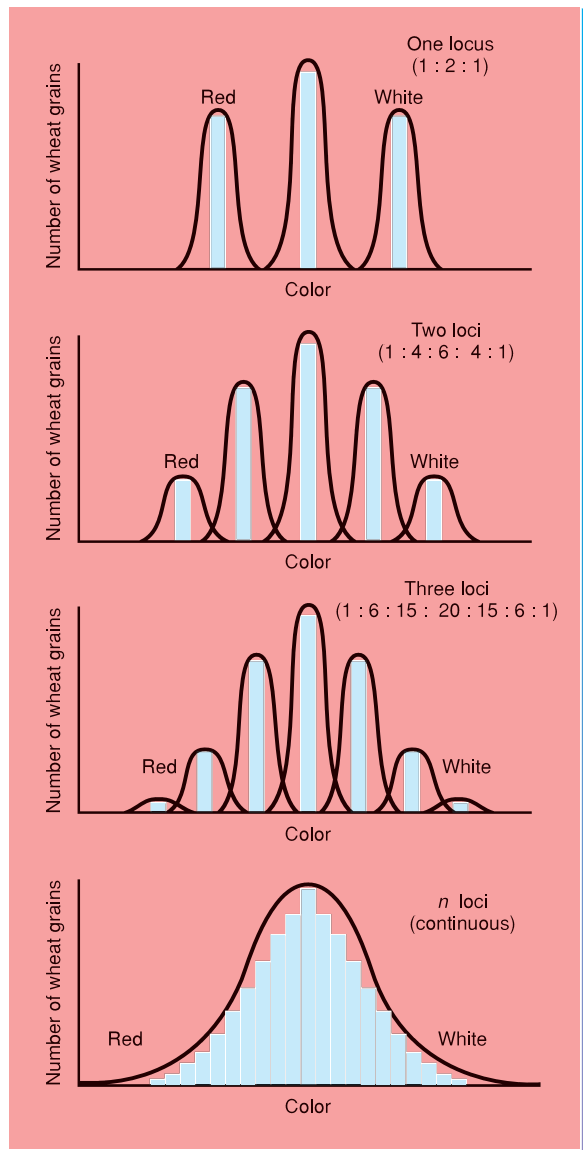 One locus
(1 : 2 : 1)
Red
White
Number of wheat grains
Color
Two loci
(1 : 4 : 6 : 4 : 1)
Red
White
Number of wheat grains
Color
Three loci
(1 : 6 : 15 : 20 : 15 : 6 : 1)
Red
White
Number of wheat grains
Color
n loci
(continuous)
Red
White
Number of wheat grains
Color